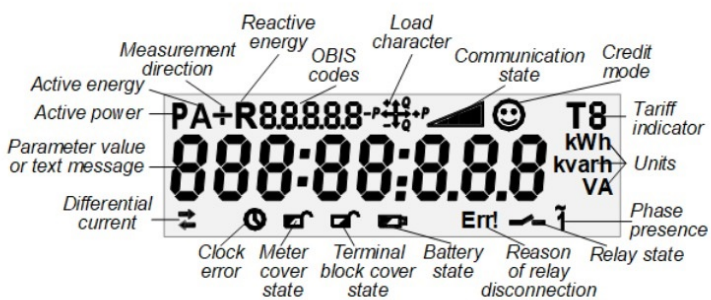 Reactive
energy
Load
character
Measurement
direction
OBIS
codes
Communication
state
Credit
mode
Active energy
Active power
PA÷R8.8.8.8.8 -P +Q -Q +P T8
Tariff
indicator
Parameter value
or text message
888:88:8.8.8
kWh
kvarh
VA
Units
Differential
current
Err!
1
Phase
presence
Clock
error
Meter
cover
state
Terminal
block cover
state
Battery
state
Reason
of relay
disconnection
Relay state